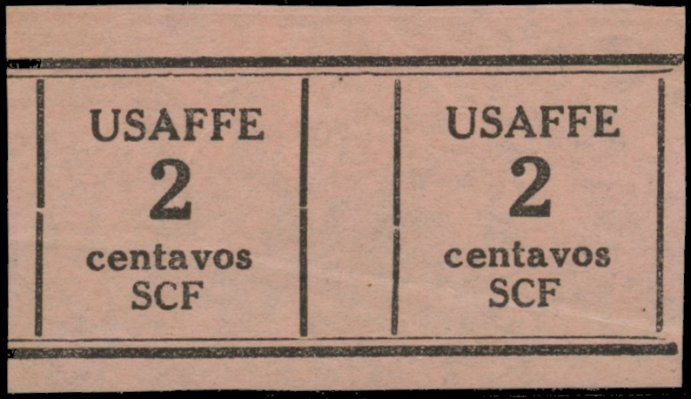 USAFFE
2
centavos
SCF
USAFFE
2
centavos
SCF